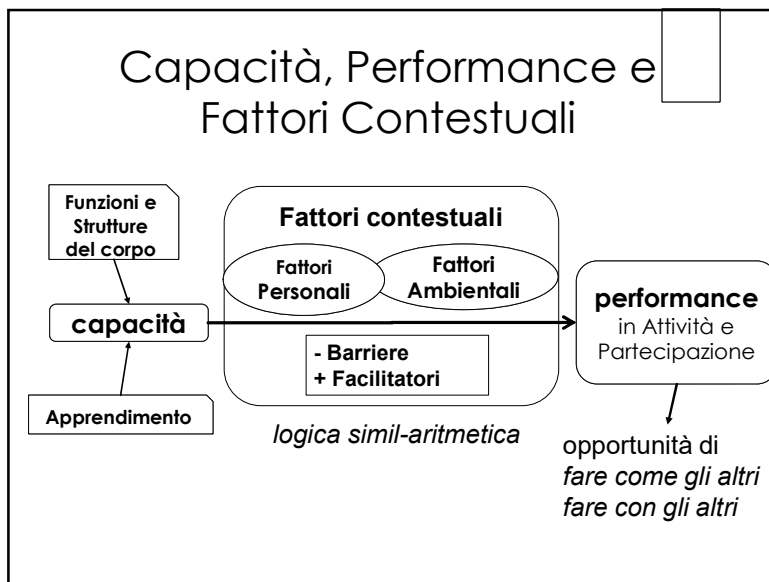 Capacità, Performance e
Fattori Contestuali
Funzioni e
Strutture
del corpo
capacità
Apprendimento
Fattori contestuali
Fattori
Personali
Fattori
Ambientali
- Barriere
+ Facilitatori
logica simil-aritmetica
performance
in Attività e
Partecipazione
opportunità di
fare come gli altri
fare con gli altri